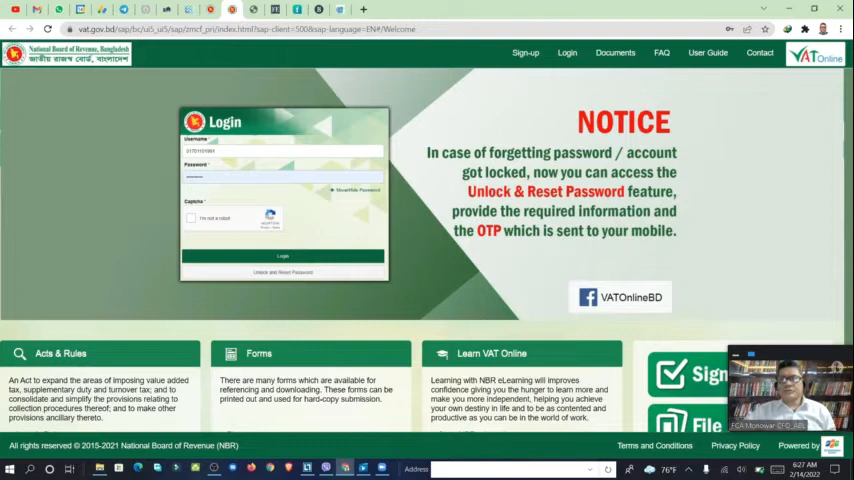 vat.gov.bd/sap/bc/ui5_ui5/sap/zmcf_pri/index.html?sap-client=500&sap-language=EN#/Welcome
National Board of Revenue, Bangladesh
জাতীয় রাজস্ব বোর্ড, বাংলাদেশ
Sign-up
Login
Documents
FAQ
User Guide
Contact
VAT Online
Login
Username *
Password *
Show/Hide Password
Captcha *
I'm not a robot
reCAPTCHA
Privacy - Terms
Login
Unlock and Reset Password
NOTICE
In case of forgetting password / account
got locked, now you can access the
Unlock & Reset Password feature,
provide the required information and
the OTP which is sent to your mobile.
VATOnlineBD
Acts & Rules
An Act to expand the areas of imposing value added
tax, supplementary duty and turnover tax; and to
consolidate and simplify the provisions relating to
collection procedures thereof; and to make other
provisions ancillary thereto.
Forms
There are many forms which are available for
referencing and downloading. These forms can be
printed out and used for hard-copy submission.
Learn VAT Online
Learning with NBR eLearning will improves
confidence giving you the hunger to learn more and
make you more independent, helping you achieve
your own destiny in life and to be as contented and
productive as you can be in the world of work.
Sign
File
FCA Monowar CFO_ABL
All rights reserved © 2015-2021 National Board of Revenue (NBR)
Terms and Conditions
Privacy Policy
Powered by
Address
76°F
6:27 AM
2/14/2022